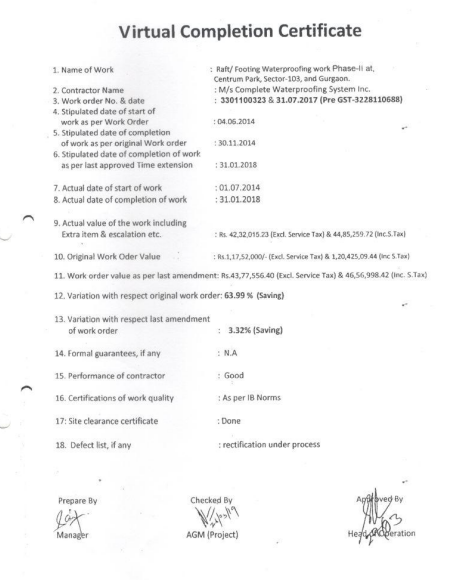 Virtual Completion Certificate
1. Name of Work : Raft/ Footing Waterproofing work Phase-II at,
Centrum Park, Sector-103, and Gurgaon.
2. Contractor Name : M/s Complete Waterproofing System Inc.
3. Work order No. & date : 3301100323 & 31.07.2017 (Pre GST-3228110688)
4. Stipulated date of start of
work as per Work Order : 04.06.2014
5. Stipulated date of completion
of work as per original Work order : 30.11.2014
6. Stipulated date of completion of work
as per last approved Time extension : 31.01.2018
7. Actual date of start of work : 01.07.2014
8. Actual date of completion of work : 31.01.2018
9. Actual value of the work including
Extra item & escalation etc. : Rs. 42,32,015.23 (Excl. Service Tax) & 44,85,259.72 (Inc.S.Tax)
10. Original Work Oder Value : Rs.1,17,52,000/- (Excl. Service Tax) & 1,20,425,09.44 (Inc S.Tax)
11. Work order value as per last amendment: Rs.43,77,556.40 (Excl. Service Tax) & 46,56,998.42 (Inc. S.Tax)
12. Variation with respect original work order: 63.99 % (Saving)
13. Variation with respect last amendment
of work order : 3.32% (Saving)
14. Formal guarantees, if any : N.A
15. Performance of contractor : Good
16. Certifications of work quality : As per IB Norms
17: Site clearance certificate : Done
18. Defect list, if any : rectification under process
Prepare By Checked By Approved By
Manager AGM (Project) Head Operation